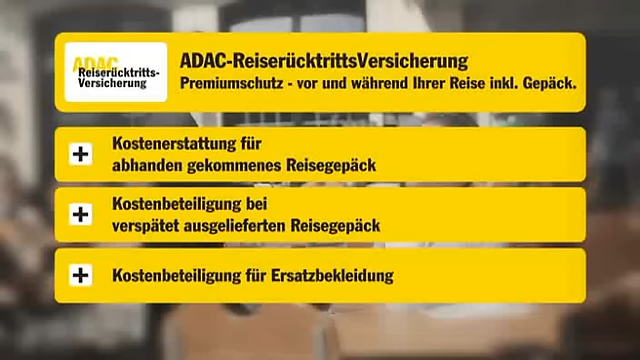 ADAC
Reiserücktritts-
Versicherung
ADAC-ReiserücktrittsVersicherung
Premiumschutz - vor und während Ihrer Reise inkl. Gepäck.
Kostenerstattung für
abhanden gekommenes Reisegepäck
Kostenbeteiligung bei
verspätet ausgelieferten Reisegepäck
Kostenbeteiligung für Ersatzbekleidung